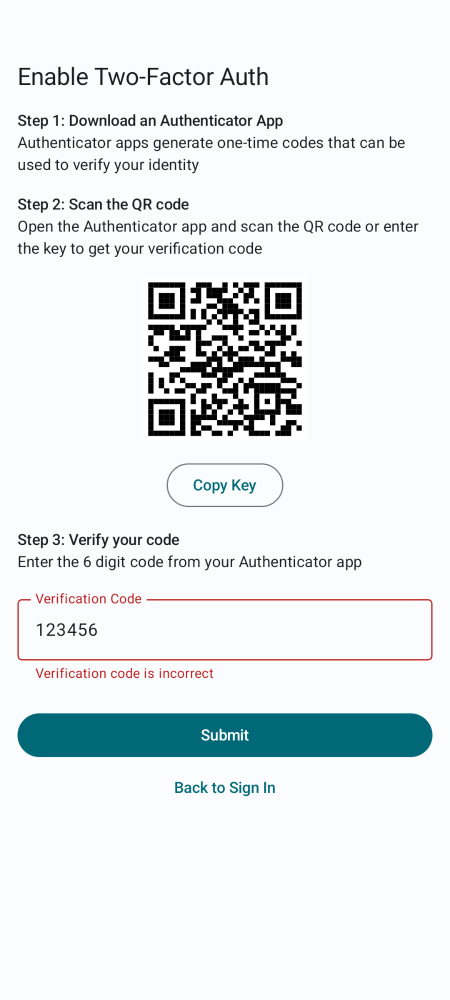 Enable Two-Factor Auth
Step 1: Download an Authenticator App
Authenticator apps generate one-time codes that can be
used to verify your identity
Step 2: Scan the QR code
Open the Authenticator app and scan the QR code or enter
the key to get your verification code
Copy Key
Step 3: Verify your code
Enter the 6 digit code from your Authenticator app
Verification Code
123456
Verification code is incorrect
Submit
Back to Sign In